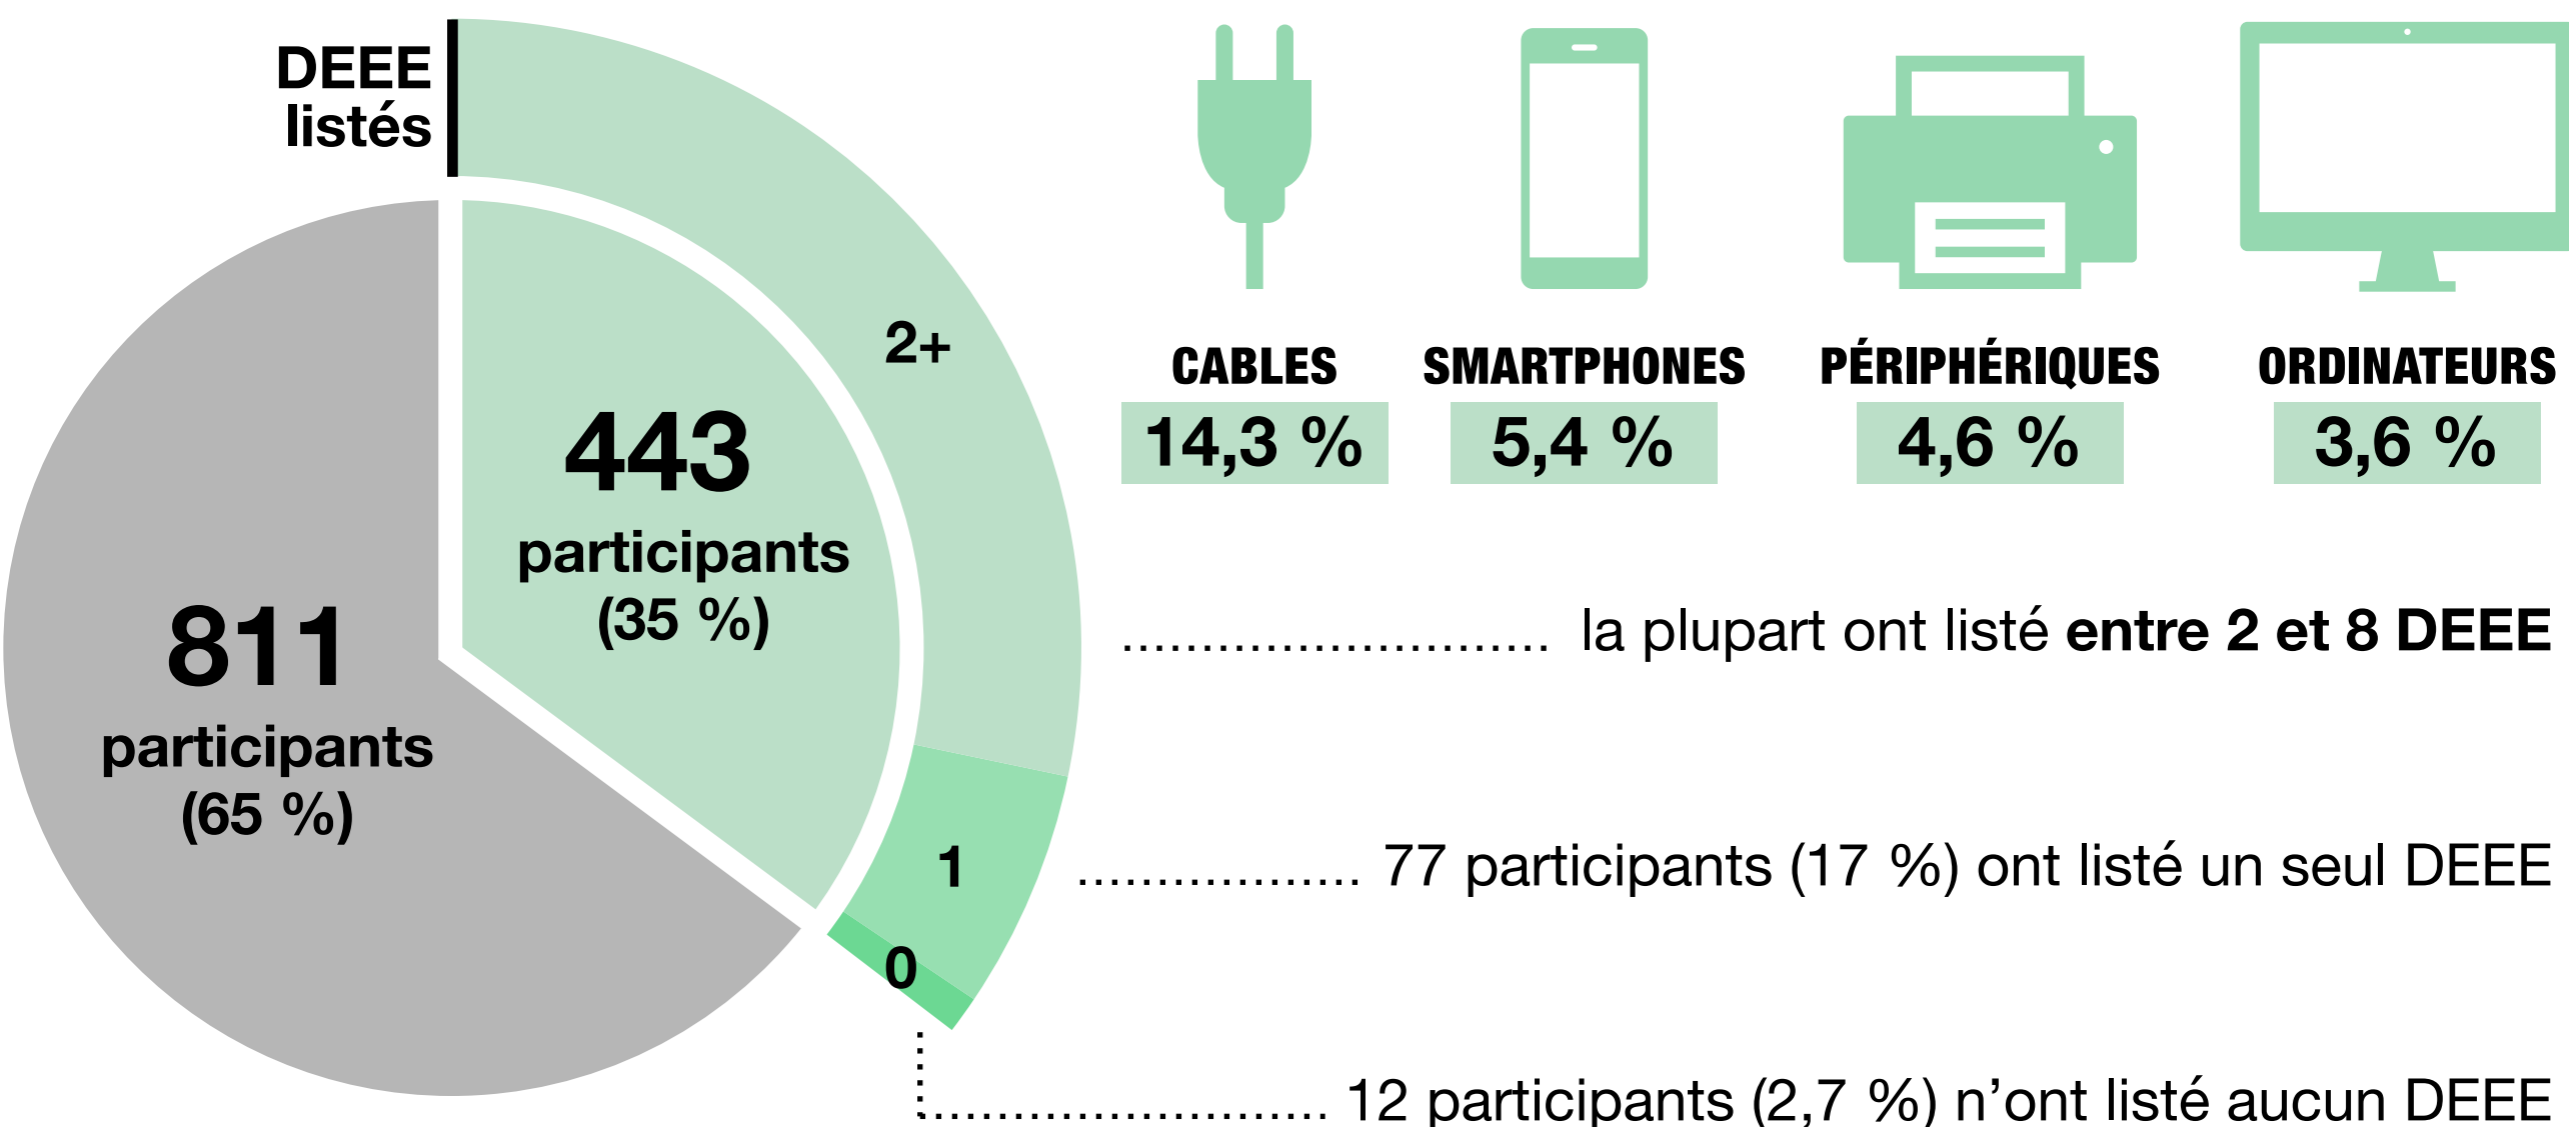 DEEE
listés
2+
443
participants
(35 %)
811
participants
(65 %)
1
0
CABLES
14,3 %
SMARTPHONES
5,4 %
PÉRIPHÉRIQUES
4,6 %
ORDINATEURS
3,6 %
........................... la plupart ont listé entre 2 et 8 DEEE
.................. 77 participants (17 %) ont listé un seul DEEE
.......................... 12 participants (2,7 %) n’ont listé aucun DEEE